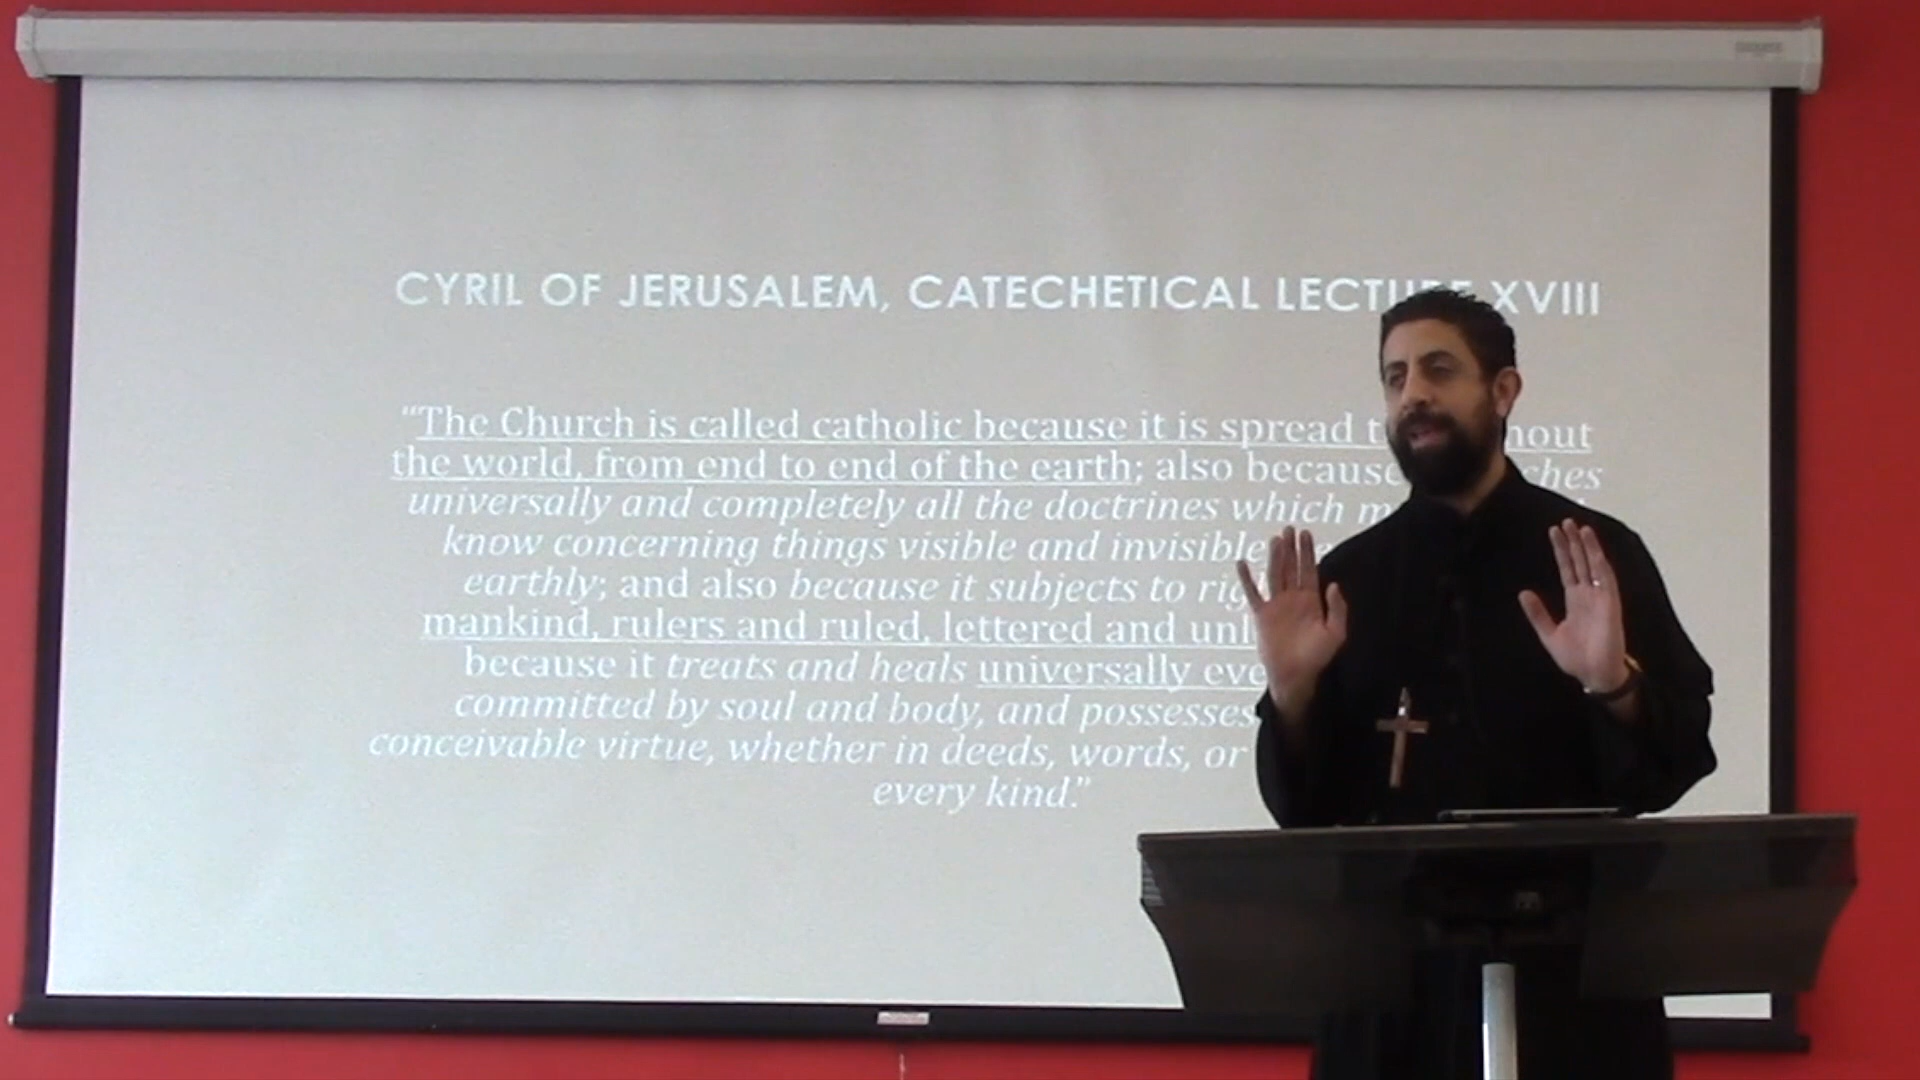 CYRIL OF JERUSALEM, CATECHETICAL LECTURE XVIII
“The Church is called catholic because it is spread
the world, from end to end of the earth; also because
universally and completely all the doctrines which
know concerning things visible and invisible
earthly; and also because it subjects to
mankind, rulers and ruled, lettered and
because it treats and heals universally
committed by soul and body, and possesses
conceivable virtue, whether in deeds, words, or
every kind.”